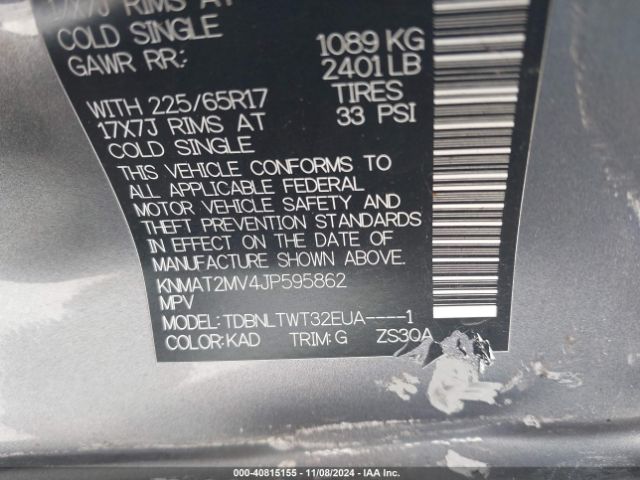 17X7J RIMS AT
COLD SINGLE
GAWR RR: 1089 KG
2401 LB
WITH 225/65R17 TIRES
17X7J RIMS AT 33 PSI
COLD SINGLE
THIS VEHICLE CONFORMS TO
ALL APPLICABLE FEDERAL
MOTOR VEHICLE SAFETY AND
THEFT PREVENTION STANDARDS
IN EFFECT ON THE DATE OF
MANUFACTURE SHOWN ABOVE.
KNMAT2MV4JP595862
MPV
MODEL: TDBNLTWT32EUA----1
COLOR: KAD TRIM: G ZS30A
000-40815155 — 11/08/2024 — IAA Inc.